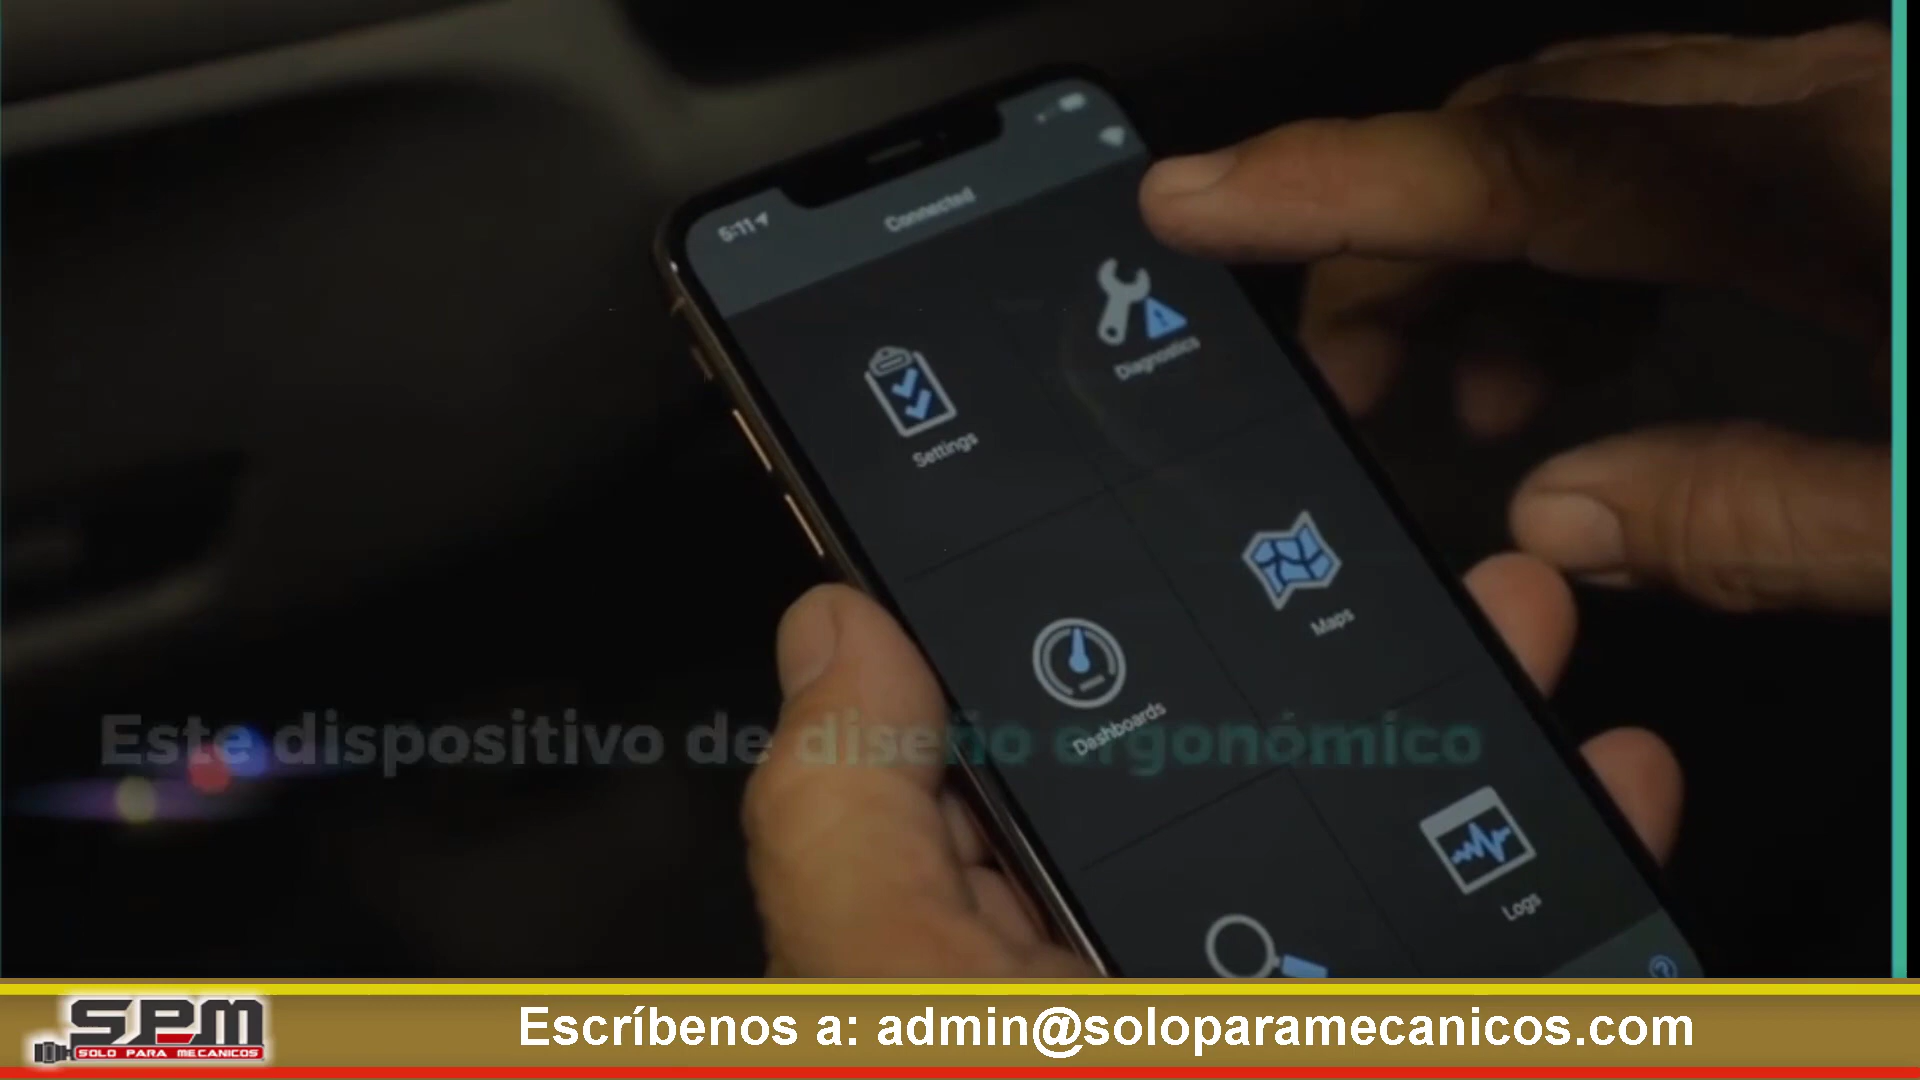 5:11
Connected
Diagnostics
Settings
Maps
Dashboards
Este dispositivo de diseño ergonómico
Logs
SPM
SOLO PARA MECANICOS
Escríbenos a: admin@soloparamecanicos.com